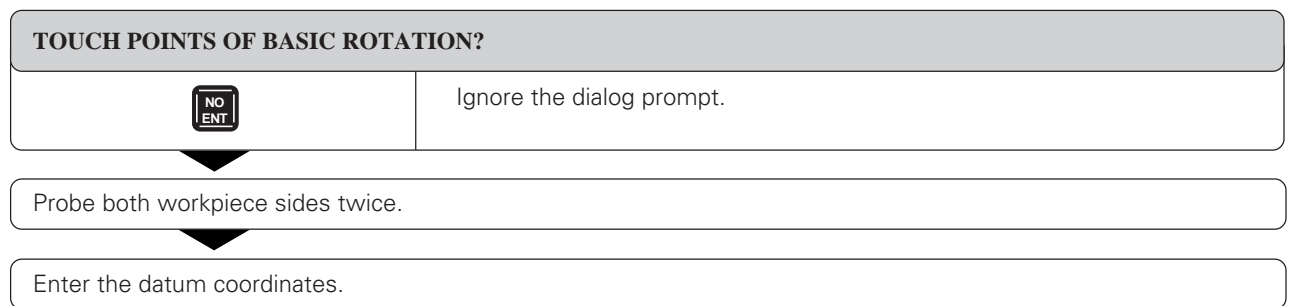 TOUCH POINTS OF BASIC ROTATION?
NO
ENT
Ignore the dialog prompt.
Probe both workpiece sides twice.
Enter the datum coordinates.